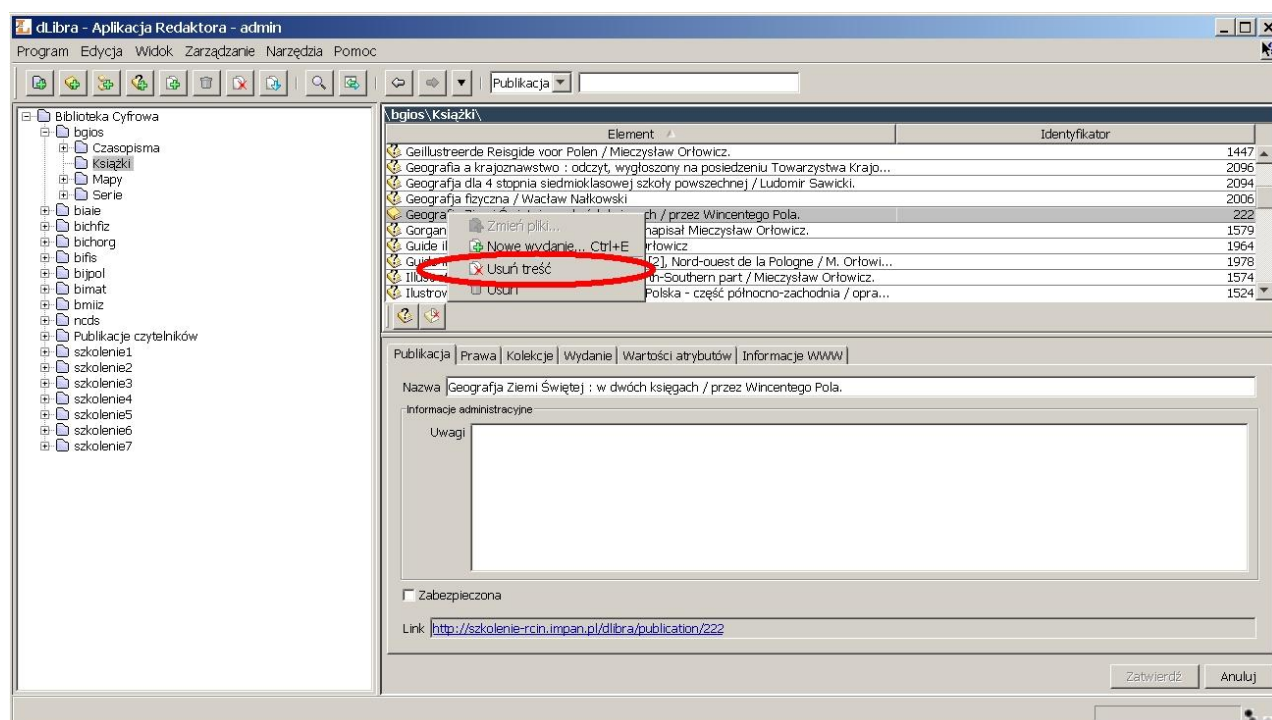 dLibra - Aplikacja Redaktora - admin
Program Edycja Widok Zarządzanie Narzędzia Pomoc
Publikacja
Biblioteka Cyfrowa
bgios
Czasopisma
Książki
Mapy
Serie
biaie
bichfiz
bichorg
bifis
bijpol
bimat
bmiiz
ncds
Publikacje czytelników
szkolenie1
szkolenie2
szkolenie3
szkolenie4
szkolenie5
szkolenie6
szkolenie7
\bgios\Książki\
Element Identyfikator
Geillustreerde Reisgide voor Polen / Mieczysław Orłowicz. 1447
Geografia a krajoznawstwo : odczyt, wygłoszony na posiedzeniu Towarzystwa Krajo... 2096
Geografja dla 4 stopnia siedmioklasowej szkoły powszechnej / Ludomir Sawicki. 2094
Geografja fizyczna / Wacław Nałkowski 2006
przez Wincentego Pola. 222
Gorgan napisał Mieczysław Orłowicz. 1579
Guide il 1964
[2], Nord-ouest de la Pologne / M. Orłowi... 1978
th-Southern part / Mieczysław Orłowicz. 1574
Ilustrov Polska - część północno-zachodnia / opra... 1524
Zmień pliki...
Nowe wydanie... Ctrl+E
Usuń treść
Usuń
Publikacja Prawa Kolekcje Wydanie Wartości atrybutów Informacje WWW
Nazwa Geografja Ziemi Świętej : w dwóch księgach / przez Wincentego Pola.
Informacje administracyjne
Uwagi
Zabezpieczona
Link http://szkolenie-rcin.impan.pl/dlibra/publication/222
Zatwierdź Anuluj